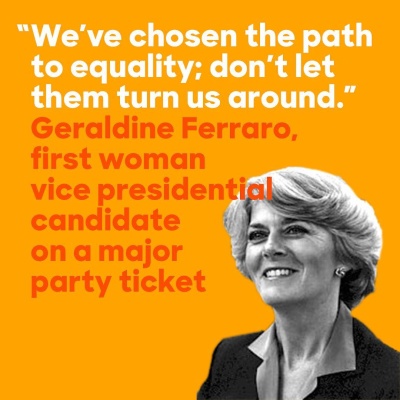 “We’ve chosen the path
to equality; don’t let
them turn us around.”
Geraldine Ferraro,
first woman
vice presidential
candidate
on a major
party ticket